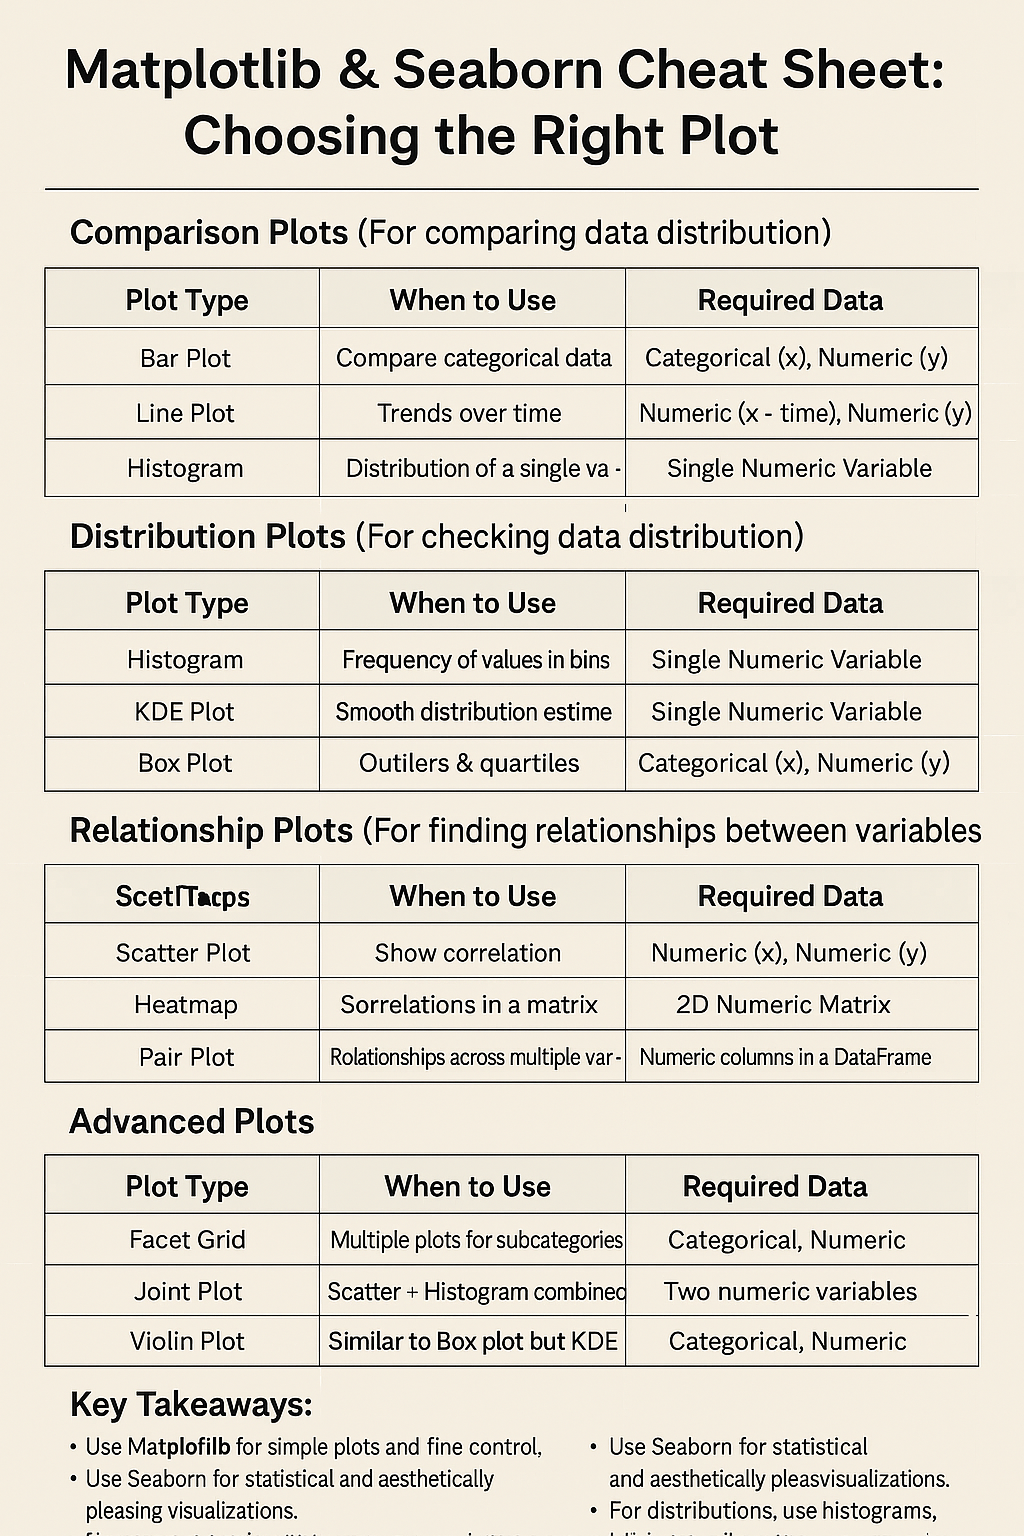 Matplotlib & Seaborn Cheat Sheet:
Choosing the Right Plot
Comparison Plots (For comparing data distribution)
Plot Type When to Use Required Data
Bar Plot Compare categorical data Categorical (x), Numeric (y)
Line Plot Trends over time Numeric (x - time), Numeric (y)
Histogram Distribution of a single va - Single Numeric Variable
Distribution Plots (For checking data distribution)
Plot Type When to Use Required Data
Histogram Frequency of values in bins Single Numeric Variable
KDE Plot Smooth distribution estime Single Numeric Variable
Box Plot Outilers & quartiles Categorical (x), Numeric (y)
Relationship Plots (For finding relationships between variables
When to Use Required Data
Scatter Plot Show correlation Numeric (x), Numeric (y)
Heatmap Sorrelations in a matrix 2D Numeric Matrix
Pair Plot Rolationships across multiple var- Numeric columns in a DataFrame
Advanced Plots
Plot Type When to Use Required Data
Facet Grid Multiple plots for subcategories Categorical, Numeric
Joint Plot Scatter + Histogram combined Two numeric variables
Violin Plot Similar to Box plot but KDE Categorical, Numeric
Key Takeaways:
• Use Matplofilb for simple plots and fine control,
• Use Seaborn for statistical and aesthetically
pleasing visualizations.
• Use Seaborn for statistical
and aesthetically pleasvisualizations.
• For distributions, use histograms,